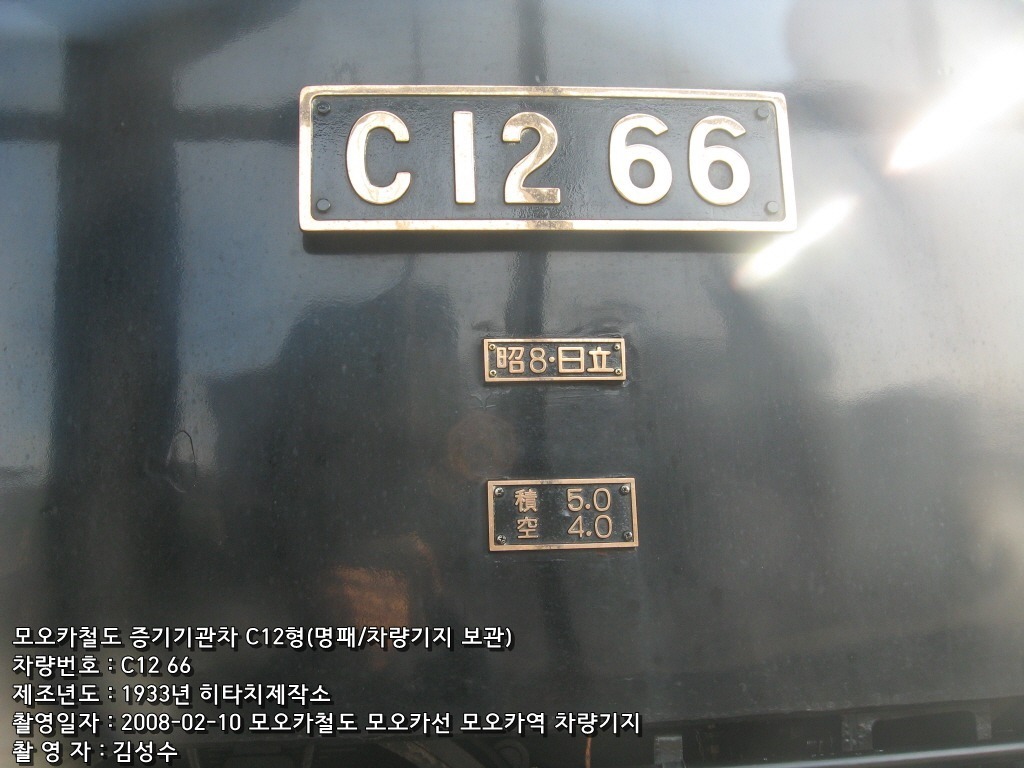 C12 66
昭8·日立
積 5.0
空 4.0
모오카철도 증기기관차 C12형(명패/차량기지 보관)
차량번호 : C12 66
제조년도 : 1933년 히타치제작소
촬영일자 : 2008-02-10 모오카철도 모오카선 모오카역 차량기지
촬 영 자 : 김성수